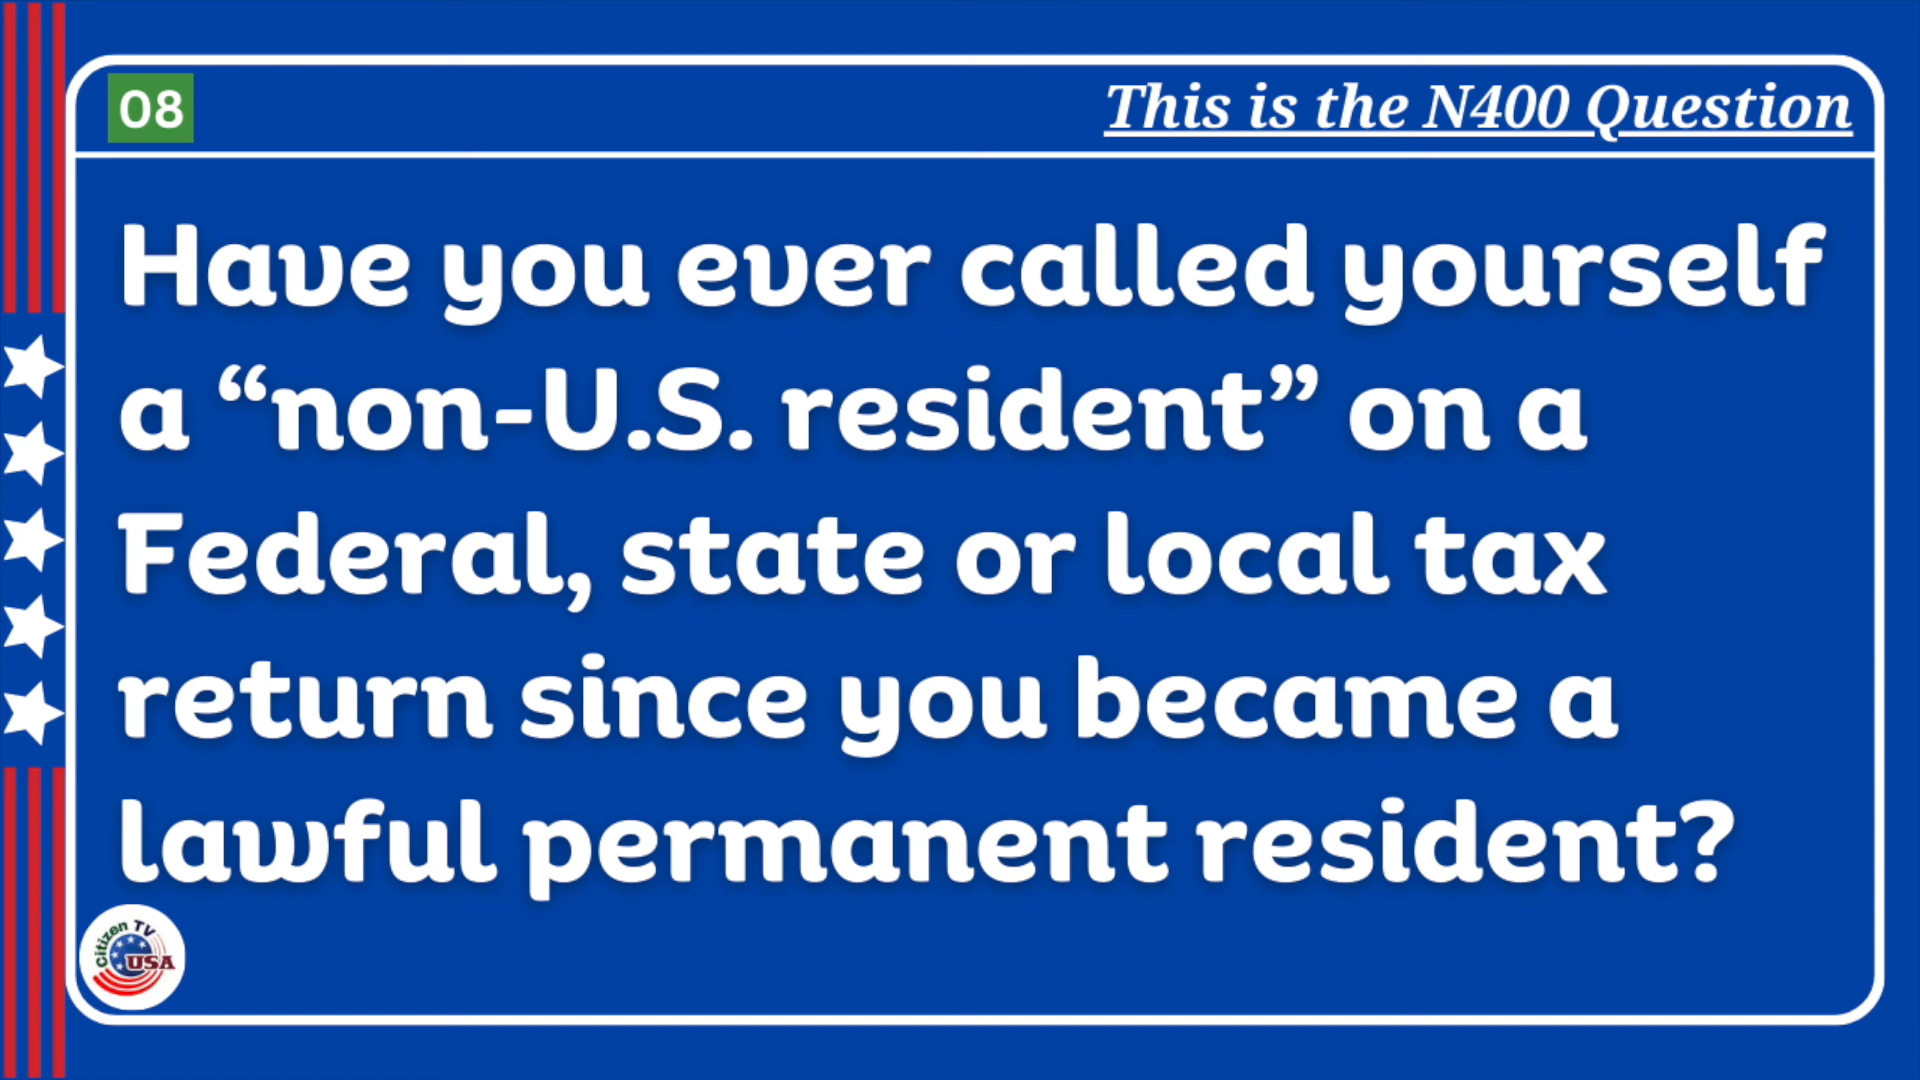 08
This is the N400 Question
Have you ever called yourself
a “non-U.S. resident” on a
Federal, state or local tax
return since you became a
lawful permanent resident?
Citizen TV
USA